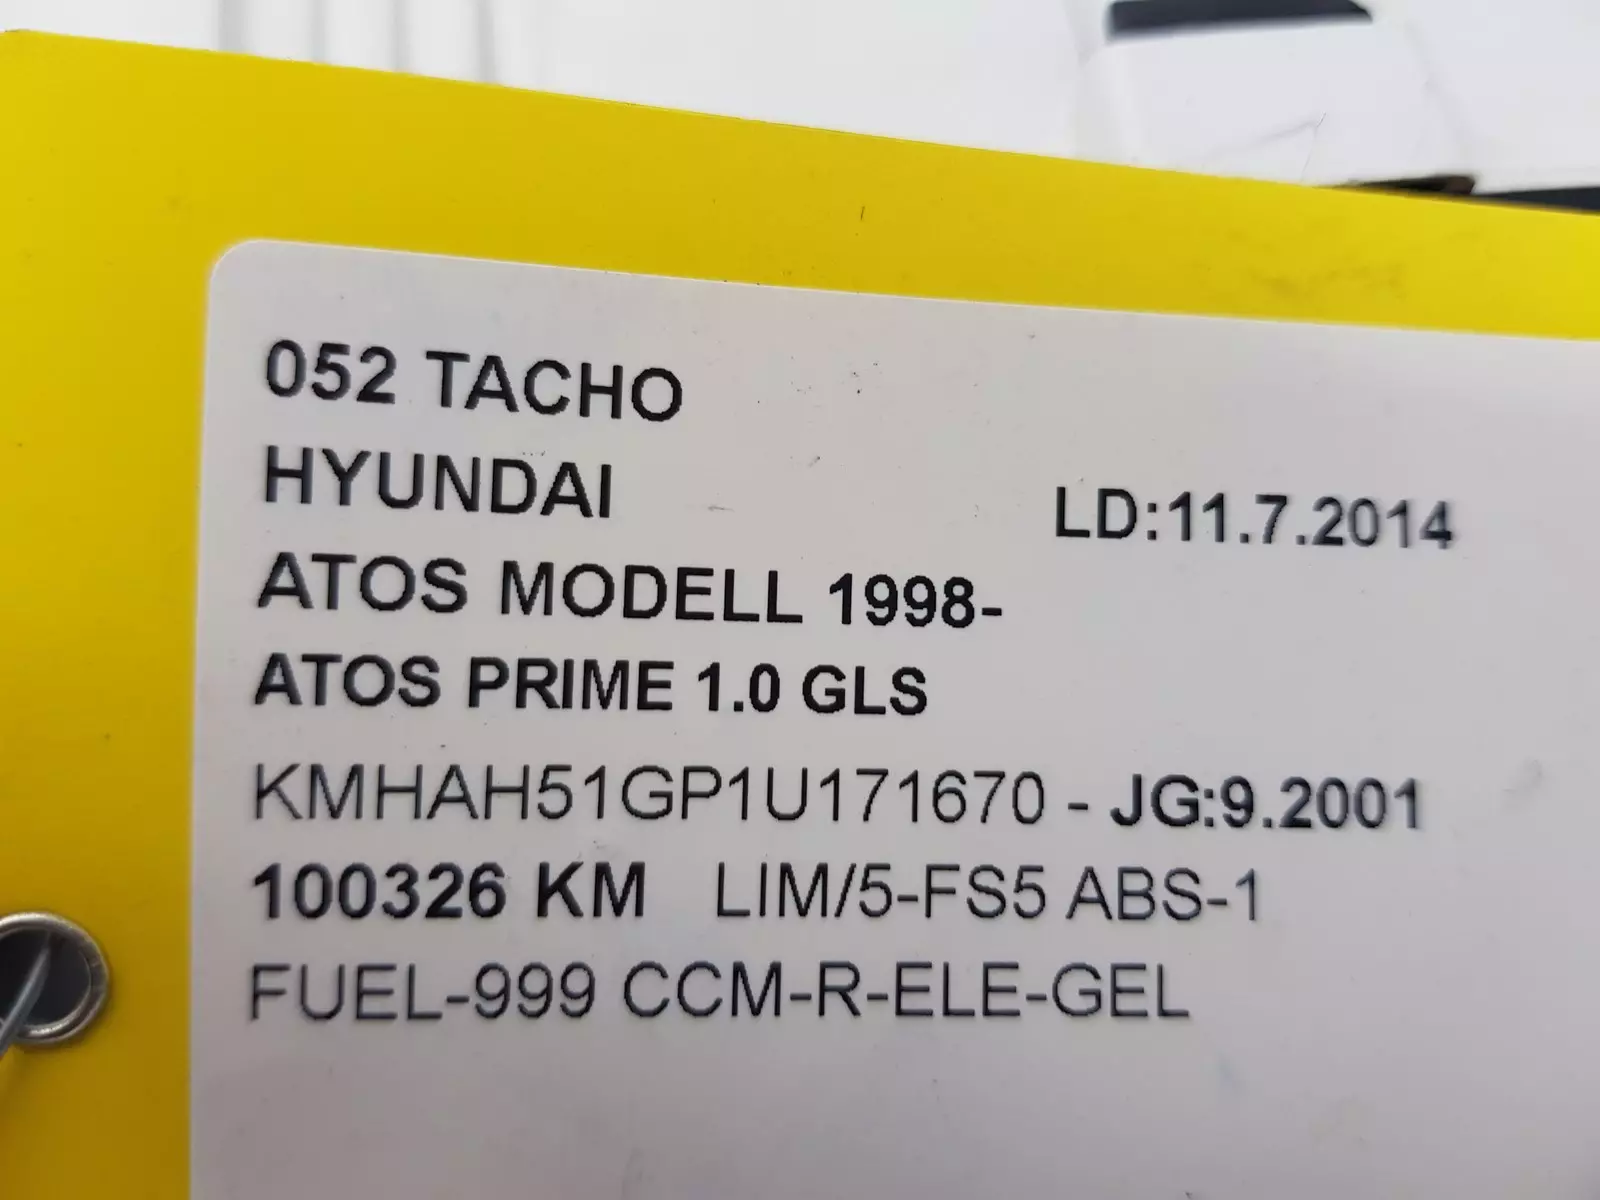 052 TACHO
HYUNDAI LD:11.7.2014
ATOS MODELL 1998-
ATOS PRIME 1.0 GLS
KMHAH51GP1U171670 - JG:9.2001
100326 KM LIM/5-FS5 ABS-1
FUEL-999 CCM-R-ELE-GEL